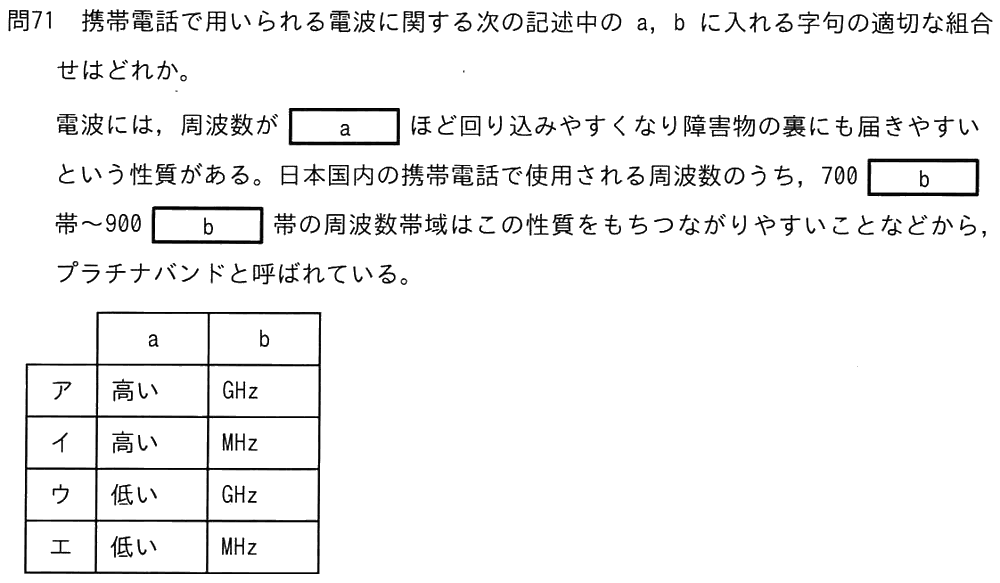 問71 携帯電話で用いられる電波に関する次の記述中の a，b に入れる字句の適切な組合
せはどれか。
電波には，周波数が a ほど回り込みやすくなり障害物の裏にも届きやすい
という性質がある。日本国内の携帯電話で使用される周波数のうち，700 b
帯～900 b 帯の周波数帯域はこの性質をもちつながりやすいことなどから，
プラチナバンドと呼ばれている。
a b
ア 高い GHz
イ 高い MHz
ウ 低い GHz
エ 低い MHz